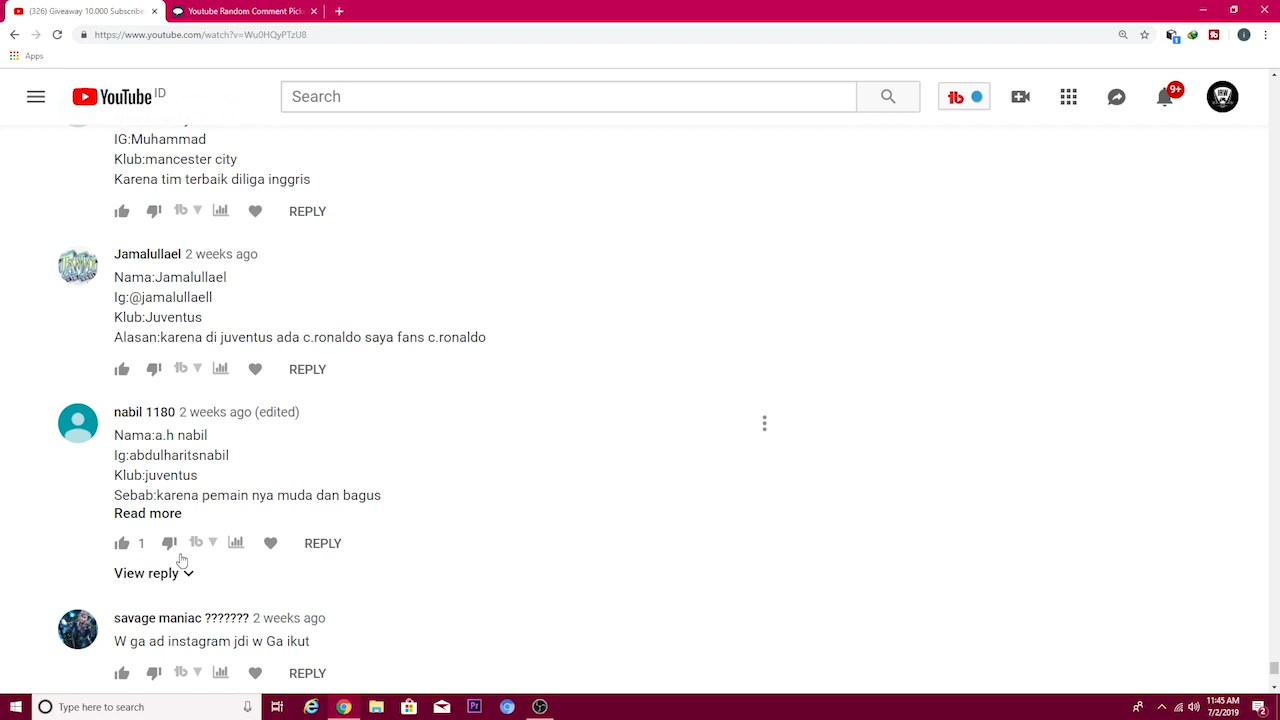 (326) Giveaway 10.000 Subscribe
Youtube Random Comment Pick
https://www.youtube.com/watch?v=Wu0HQyPTzU8
Apps
YouTube ID
Search
9+
IG:Muhammad
Klub:mancester city
Karena tim terbaik diliga inggris
REPLY
Jamalullael 2 weeks ago
Nama:Jamalullael
Ig:@jamalullaell
Klub:Juventus
Alasan:karena di juventus ada c.ronaldo saya fans c.ronaldo
REPLY
nabil 1180 2 weeks ago (edited)
Nama:a.h nabil
Ig:abdulharitsnabil
Klub:juventus
Sebab:karena pemain nya muda dan bagus
Read more
1 REPLY
View reply
savage maniac ??????? 2 weeks ago
W ga ad instagram jdi w Ga ikut
REPLY
Type here to search
11:45 AM
7/2/2019
2